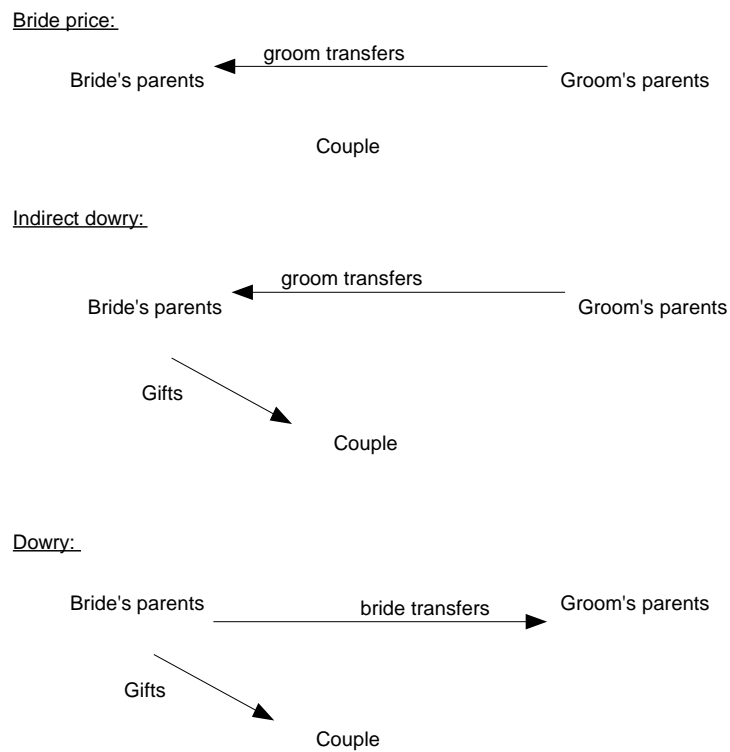 Bride price:
groom transfers
Bride's parents
Groom's parents
Couple
Indirect dowry:
groom transfers
Bride's parents
Groom's parents
Gifts
Couple
Dowry:
Bride's parents
bride transfers
Groom's parents
Gifts
Couple